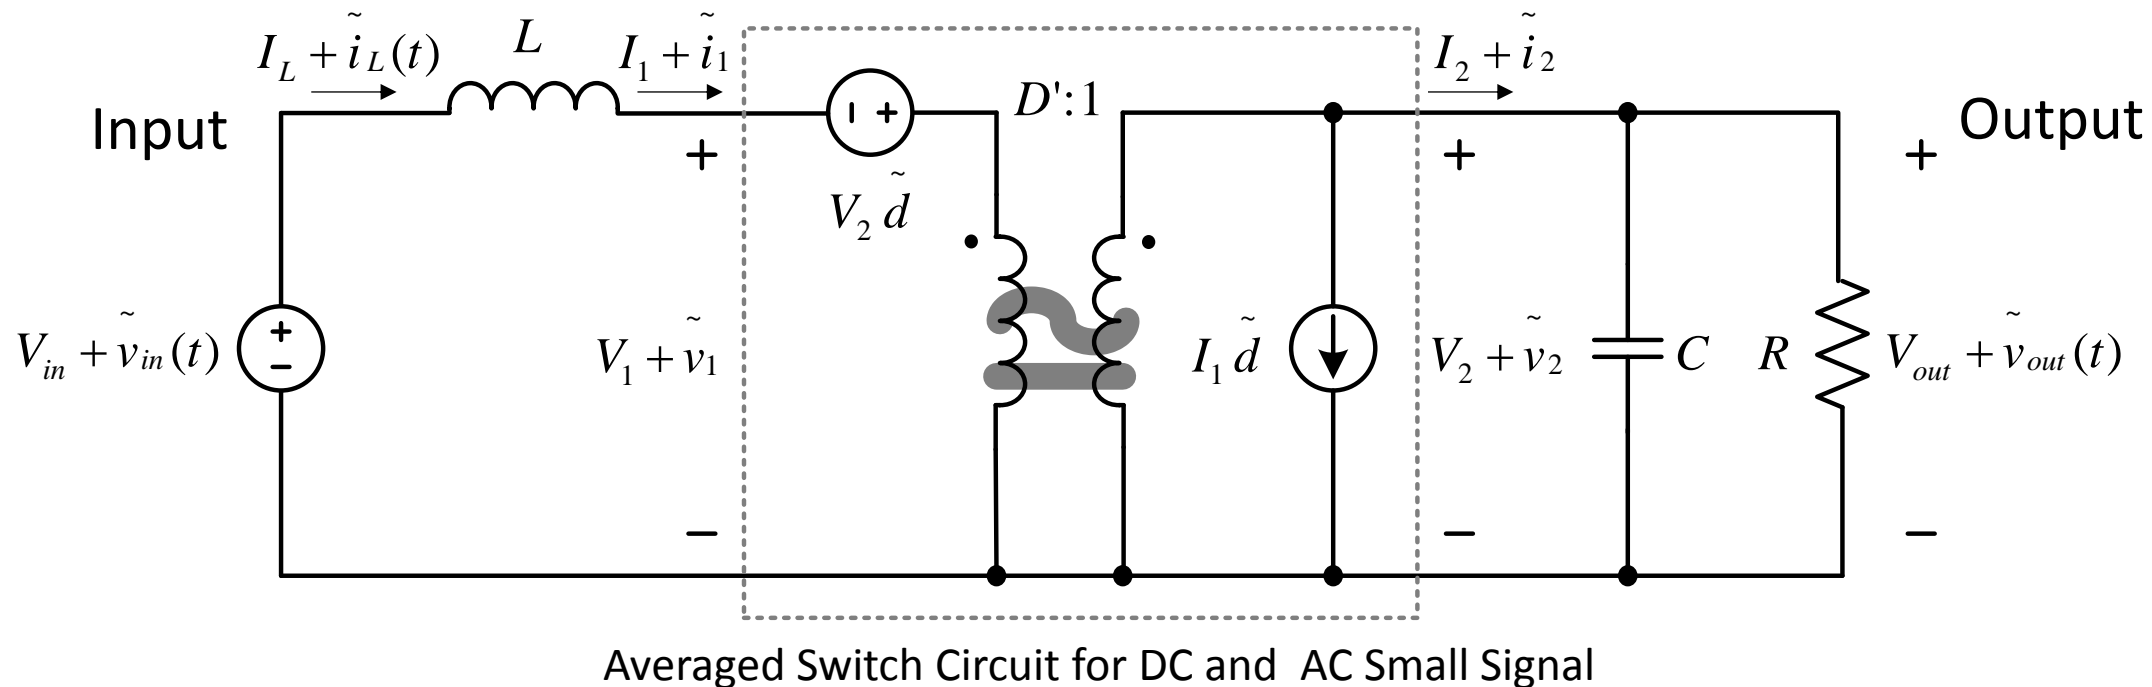 I_L + ĩ_L(t)
L
I_1 + ĩ_1
D':1
I_2 + ĩ_2
Input
Output
+
− +
+
+
V_2 d̃
V_in + ṽ_in(t)
+
−
V_1 + ṽ_1
I_1 d̃
V_2 + ṽ_2
C
R
V_out + ṽ_out(t)
−
−
−
Averaged Switch Circuit for DC and AC Small Signal